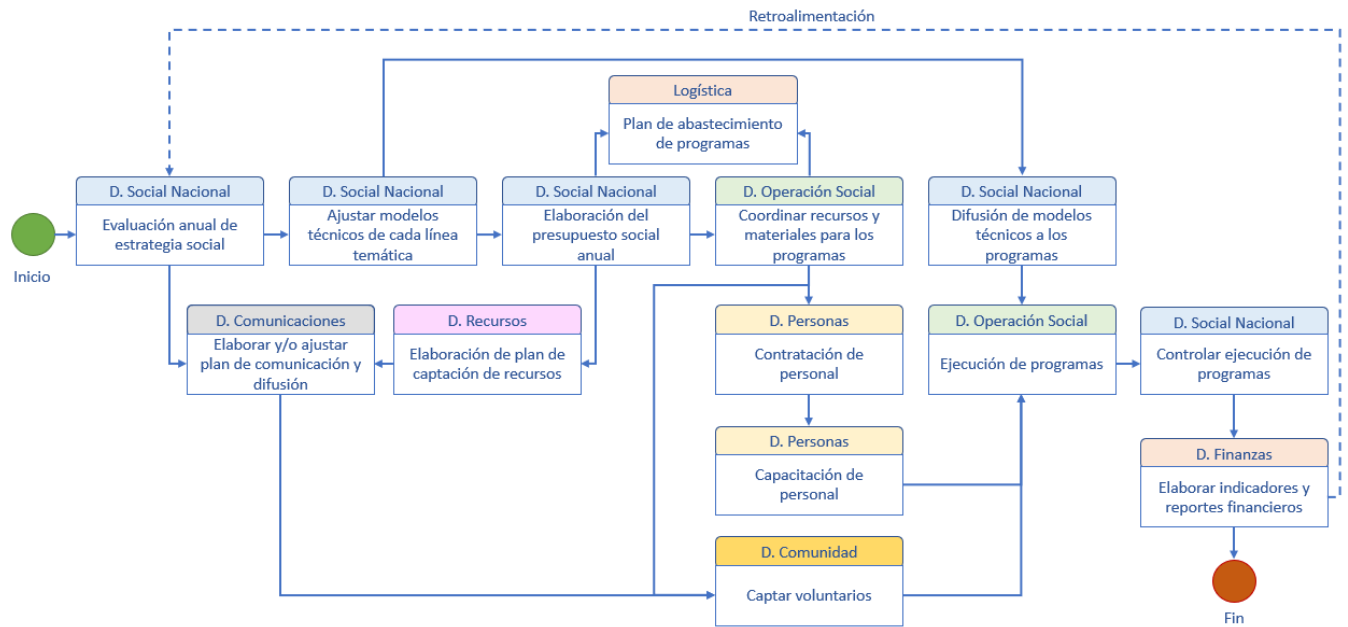 Retroalimentación
Logística
Plan de abastecimiento
de programas
D. Social Nacional
Evaluación anual de
estrategia social
D. Social Nacional
Ajustar modelos
técnicos de cada línea
temática
D. Social Nacional
Elaboración del
presupuesto social
anual
D. Operación Social
Coordinar recursos y
materiales para los
programas
D. Social Nacional
Difusión de modelos
técnicos a los
programas
Inicio
D. Comunicaciones
Elaborar y/o ajustar
plan de comunicación y
difusión
D. Recursos
Elaboración de plan de
captación de recursos
D. Personas
Contratación de
personal
D. Operación Social
Ejecución de programas
D. Social Nacional
Controlar ejecución de
programas
D. Personas
Capacitación de
personal
D. Finanzas
Elaborar indicadores y
reportes financieros
D. Comunidad
Captar voluntarios
Fin